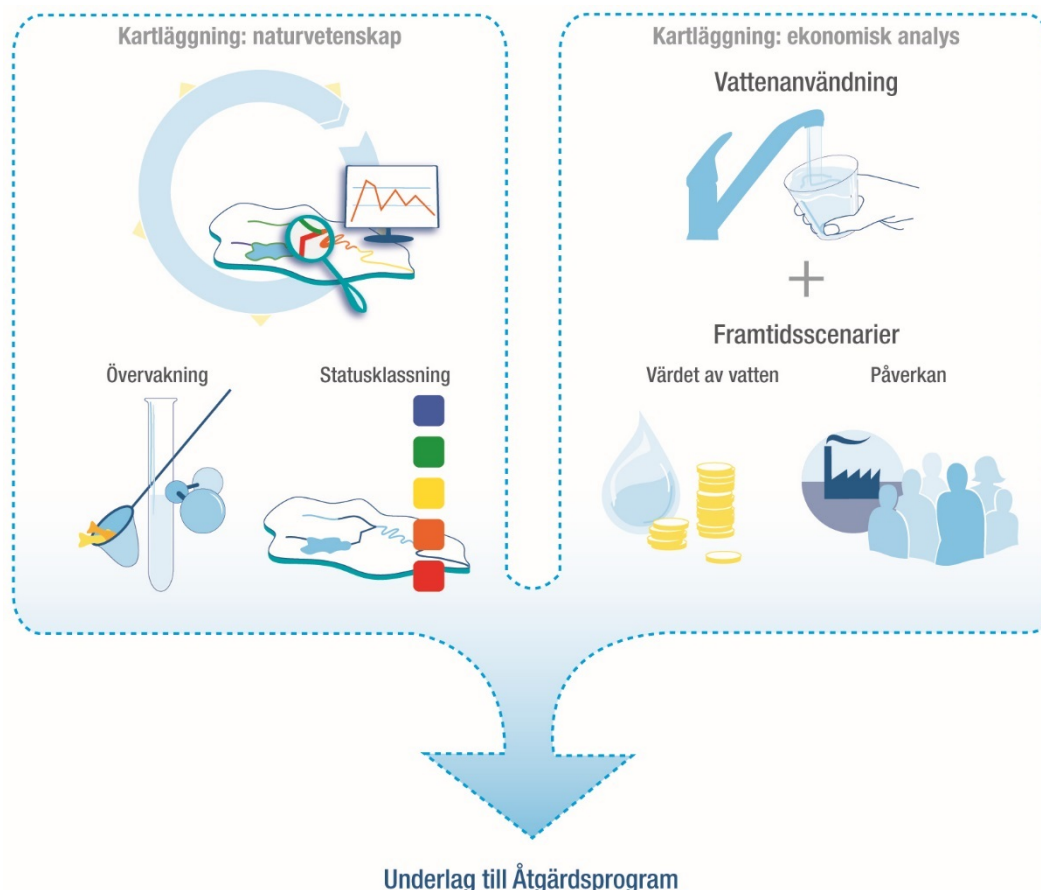 Kartläggning: naturvetenskap
Övervakning
Statusklassning
Kartläggning: ekonomisk analys
Vattenanvändning
+
Framtidsscenarier
Värdet av vatten
Påverkan
Underlag till Åtgärdsprogram